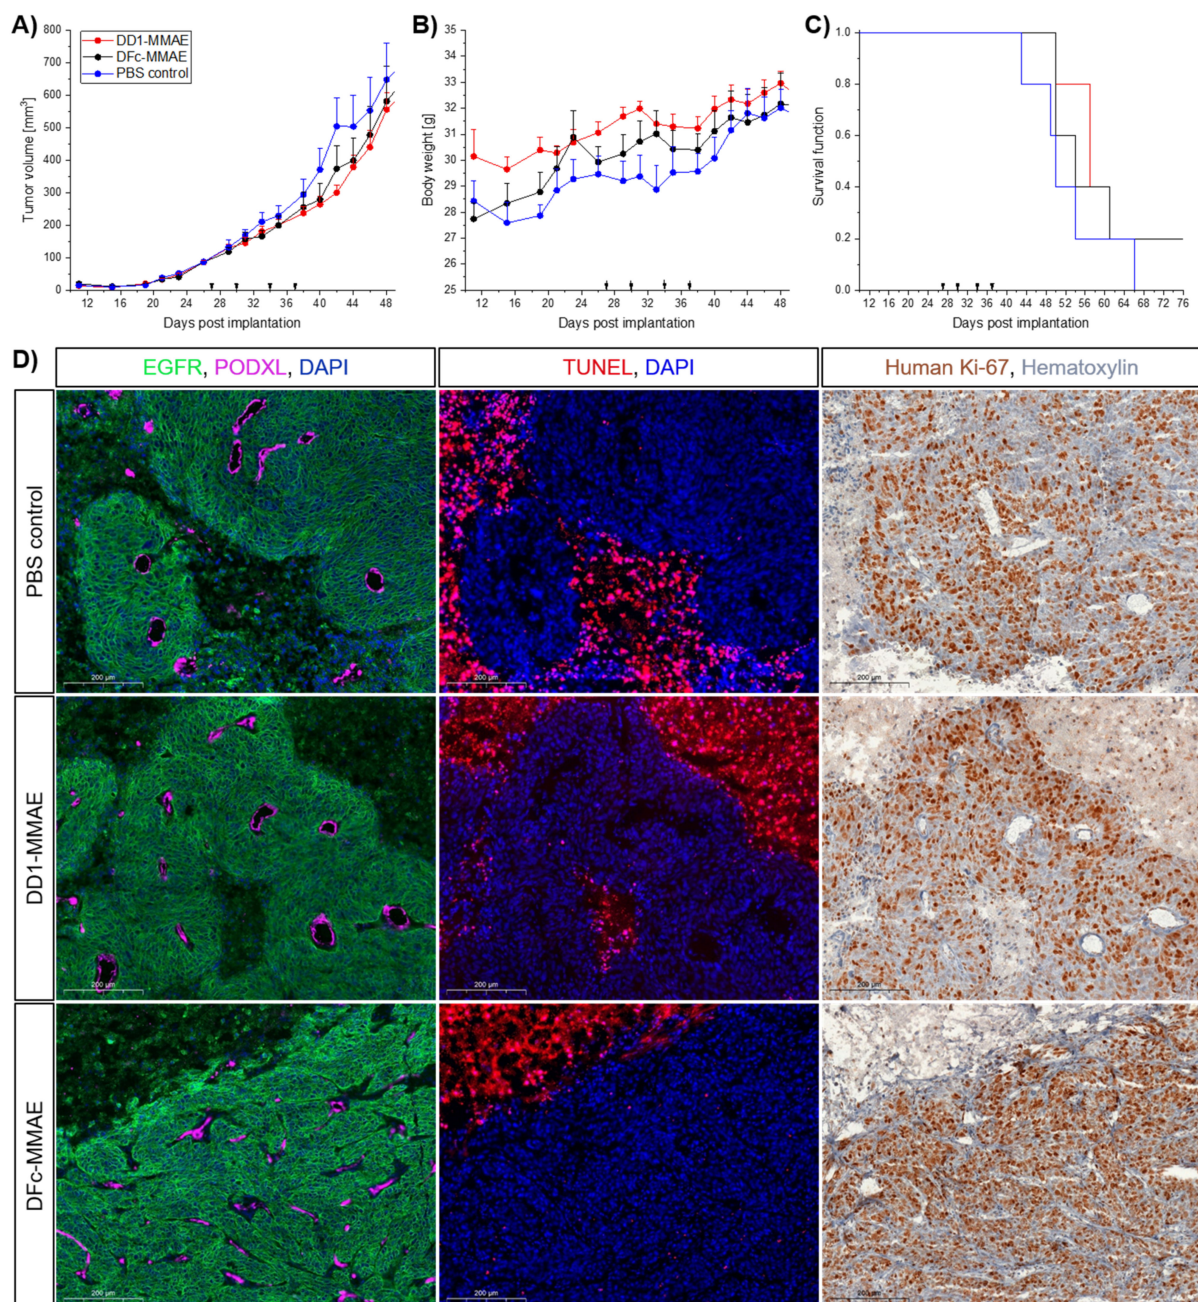 A)
B)
C)
DD1-MMAE
DFc-MMAE
PBS control
Tumor volume [mm³]
800
700
600
500
400
300
200
100
0
12 16 20 24 28 32 36 40 44 48
Days post implantation
Body weight [g]
35
34
33
32
31
30
29
28
27
26
25
12 16 20 24 28 32 36 40 44 48
Days post implantation
Survival function
1.0
0.8
0.6
0.4
0.2
0.0
12 16 20 24 28 32 36 40 44 48 52 56 60 64 68 72 76
Days post implantation
D)
EGFR, PODXL, DAPI
TUNEL, DAPI
Human Ki-67, Hematoxylin
PBS control
200 µm
200 µm
200 µm
DD1-MMAE
200 µm
200 µm
200 µm
DFc-MMAE
200 µm
200 µm
200 µm